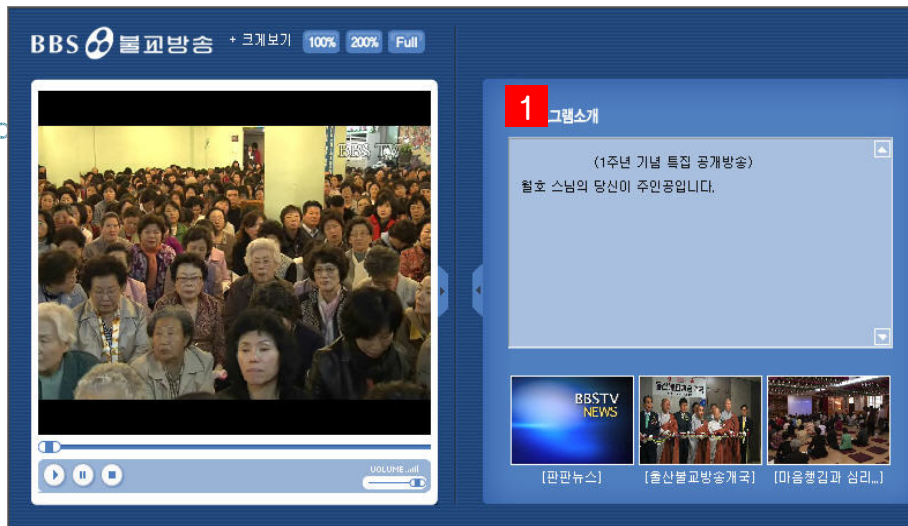 BBS 불교방송 + 크게보기 100% 200% Full
BBS TV
VOLUME
1
그램소개
(1주년 기념 특집 공개방송)
월호 스님의 당신이 주인공입니다.
BBSTV
NEWS
[판판뉴스] [울산불교방송개국] [마음챙김과 심리...]